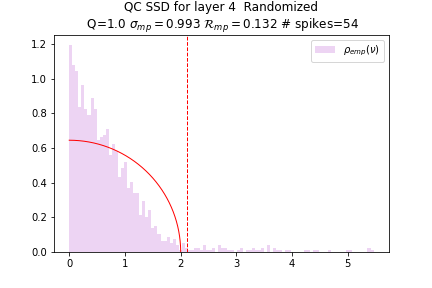 QC SSD for layer 4 Randomized
Q=1.0 σ_mp=0.993 ℛ_mp=0.132 # spikes=54
ρ_emp(ν)
1.2
1.0
0.8
0.6
0.4
0.2
0.0
0 1 2 3 4 5